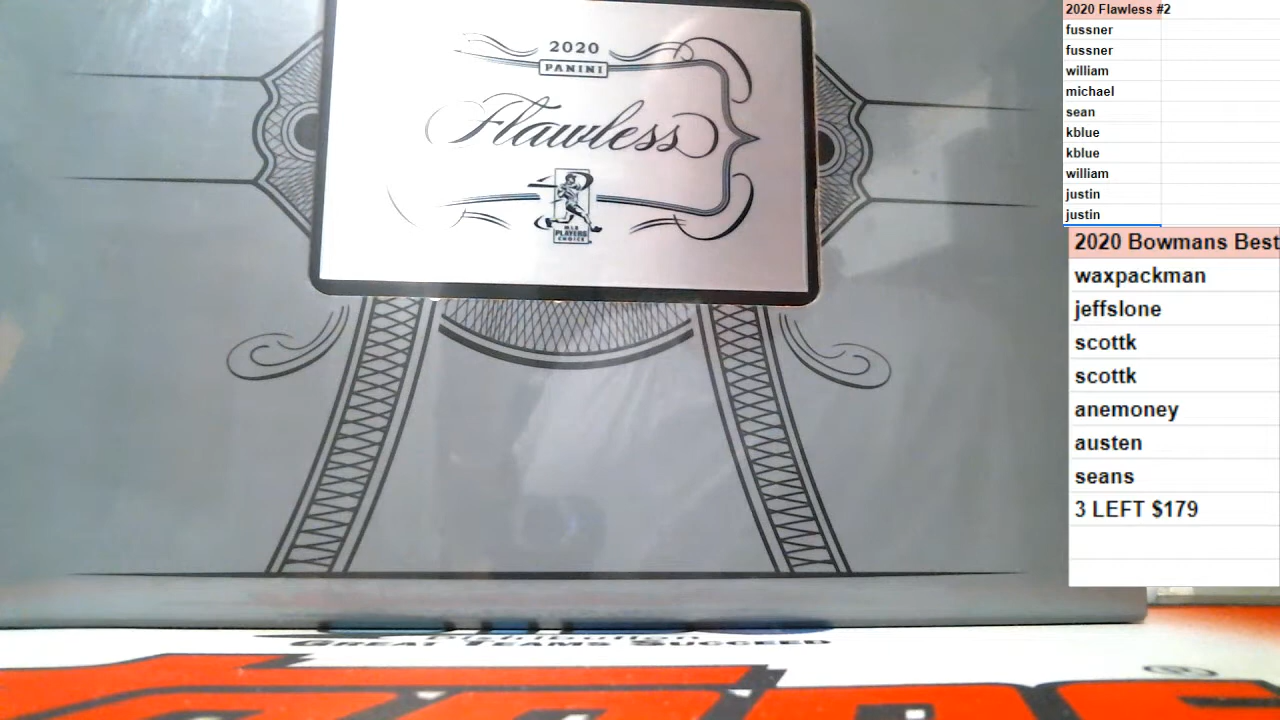 2020
PANINI
Flawless
MLB
PLAYERS
CHOICE
GREAT TEAMS SUCCEED
2020 Flawless #2
fussner
fussner
william
michael
sean
kblue
kblue
william
justin
justin
2020 Bowmans Best
waxpackman
jeffslone
scottk
scottk
anemoney
austen
seans
3 LEFT $179